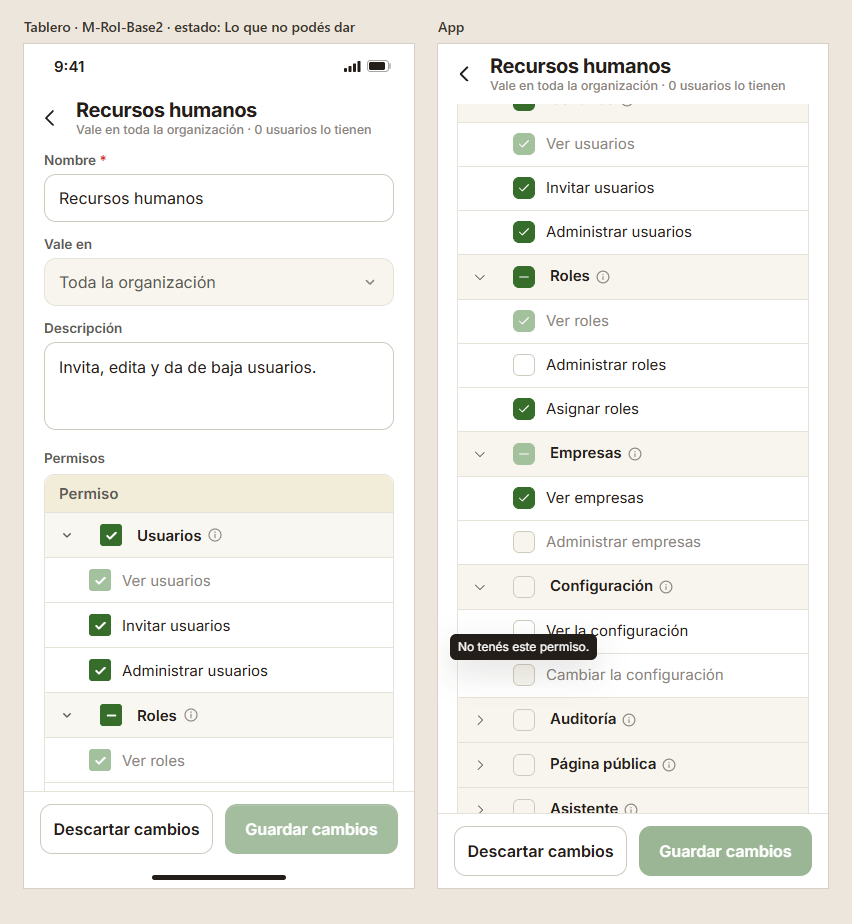 Tablero · M-Rol-Base2 · estado: Lo que no podés dar
9:41
Recursos humanos
Vale en toda la organización · 0 usuarios lo tienen
Nombre *
Recursos humanos
Vale en
Toda la organización
Descripción
Invita, edita y da de baja usuarios.
Permisos
Permiso
Usuarios
Ver usuarios
Invitar usuarios
Administrar usuarios
Roles
Ver roles
Descartar cambios
Guardar cambios
App
Recursos humanos
Vale en toda la organización · 0 usuarios lo tienen
Ver usuarios
Invitar usuarios
Administrar usuarios
Roles
Ver roles
Administrar roles
Asignar roles
Empresas
Ver empresas
Administrar empresas
Configuración
Ver la configuración
No tenés este permiso.
Cambiar la configuración
Auditoría
Página pública
Asistente
Descartar cambios
Guardar cambios